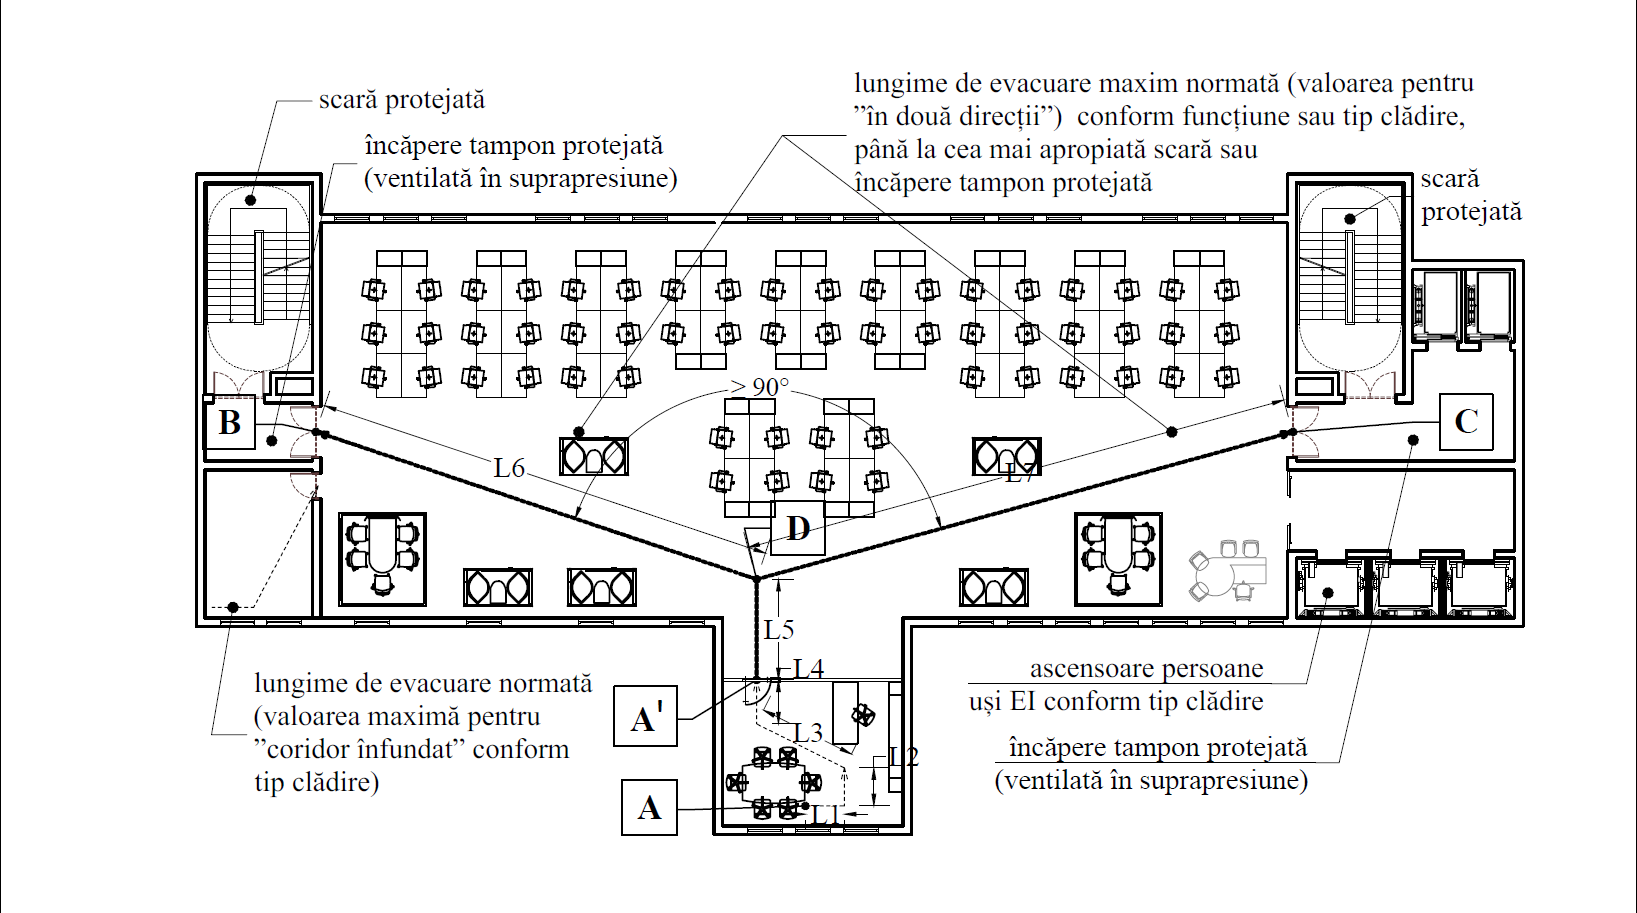 scară protejată
încăpere tampon protejată
(ventilată în suprapresiune)
lungime de evacuare maxim normată (valoarea pentru
”în două direcții”) conform funcțiune sau tip clădire,
până la cea mai apropiată scară sau
încăpere tampon protejată
scară
protejată
≥ 90°
B
C
L6
L7
D
L5
L4
A'
L3
L2
A
L1
lungime de evacuare normată
(valoarea maximă pentru
”coridor înfundat” conform
tip clădire)
ascensoare persoane
uși EI conform tip clădire
încăpere tampon protejată
(ventilată în suprapresiune)